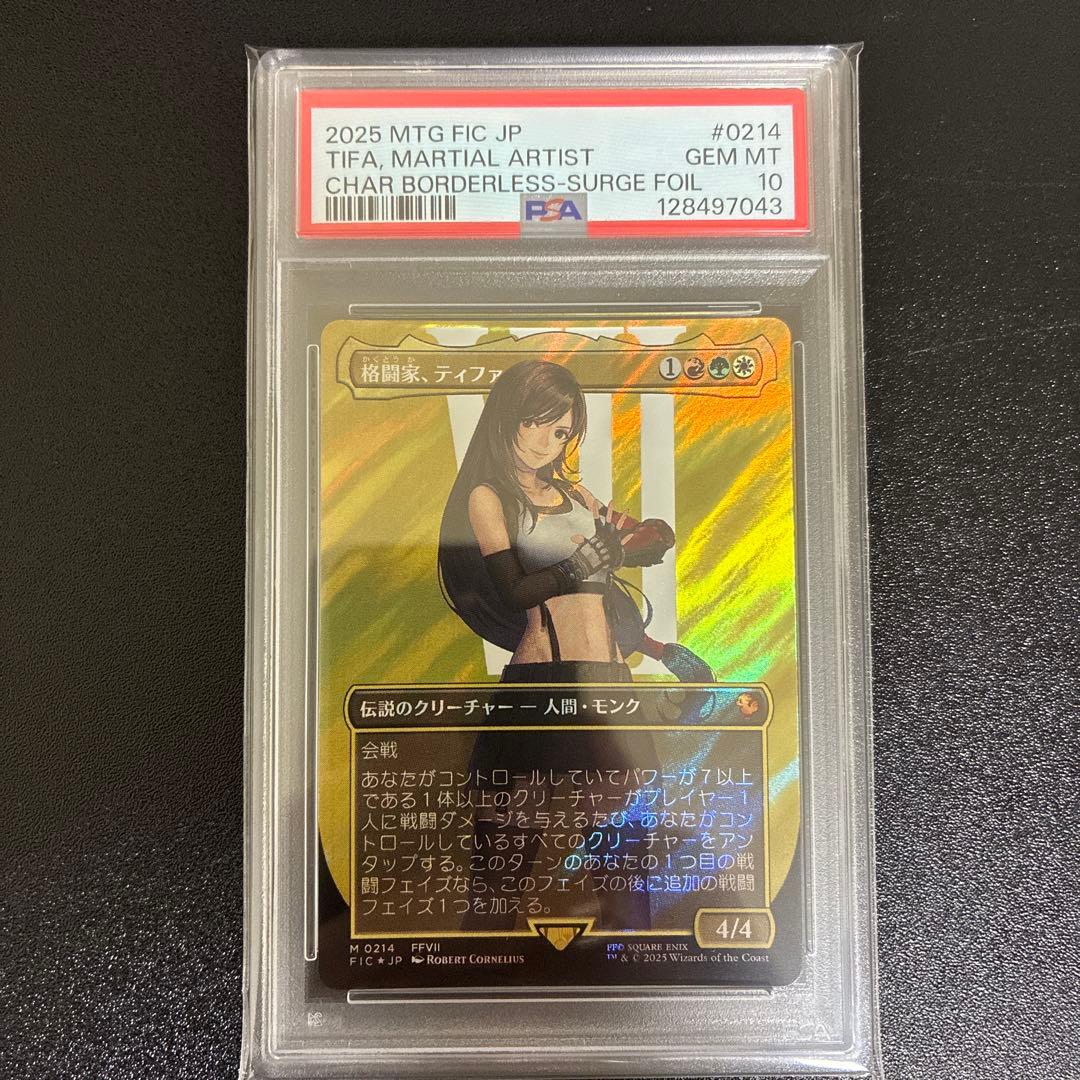 2025 MTG FIC JP #0214
TIFA, MARTIAL ARTIST GEM MT
CHAR BORDERLESS-SURGE FOIL 10
PSA 128497043
VII
かくとうか
格闘家、ティファ 1
伝説のクリーチャー — 人間・モンク
会戦
あなたがコントロールしていてパワーが7以上
である1体以上のクリーチャーがプレイヤー1
人に戦闘ダメージを与えるたび、あなたがコン
トロールしているすべてのクリーチャーをアン
タップする。このターンのあなたの1つ目の戦
闘フェイズなら、このフェイズの後に追加の戦闘
フェイズ1つを加える。
4/4
M 0214 FFVII
FIC★JP ROBERT CORNELIUS
FF© SQUARE ENIX
™ & © 2025 Wizards of the Coast